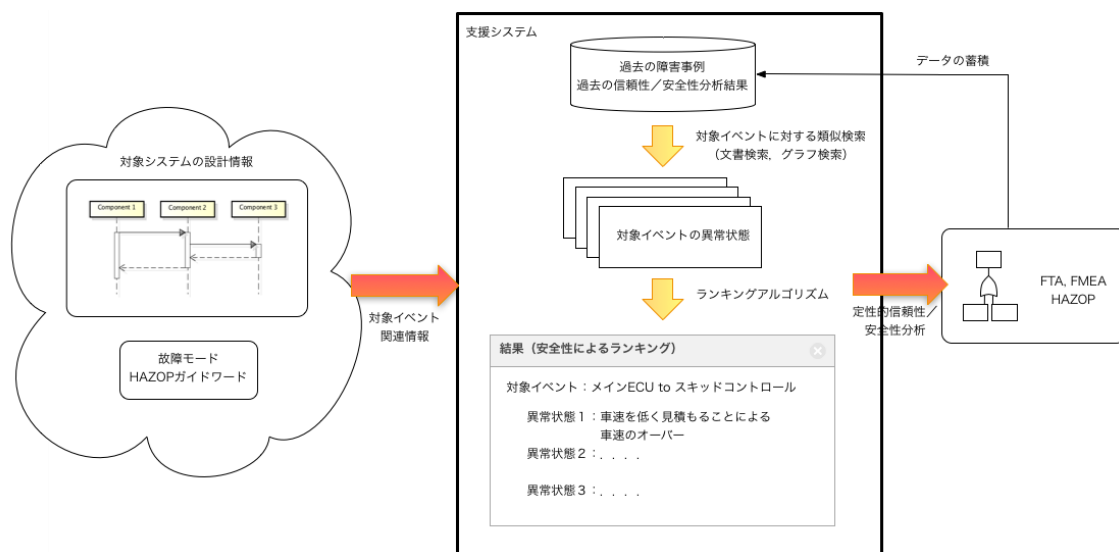 支援システム
過去の障害事例
過去の信頼性／安全性分析結果
データの蓄積
対象イベントに対する類似検索
（文書検索，グラフ検索）
対象システムの設計情報
Component 1
Component 2
Component 3
対象イベントの異常状態
対象イベント
関連情報
ランキングアルゴリズム
FTA, FMEA
HAZOP
定性的信頼性／
安全性分析
故障モード
HAZOPガイドワード
結果（安全性によるランキング）
対象イベント：メインECU to スキッドコントロール
異常状態１：車速を低く見積もることによる
車速のオーバー
異常状態２：．．．．
異常状態３：．．．．